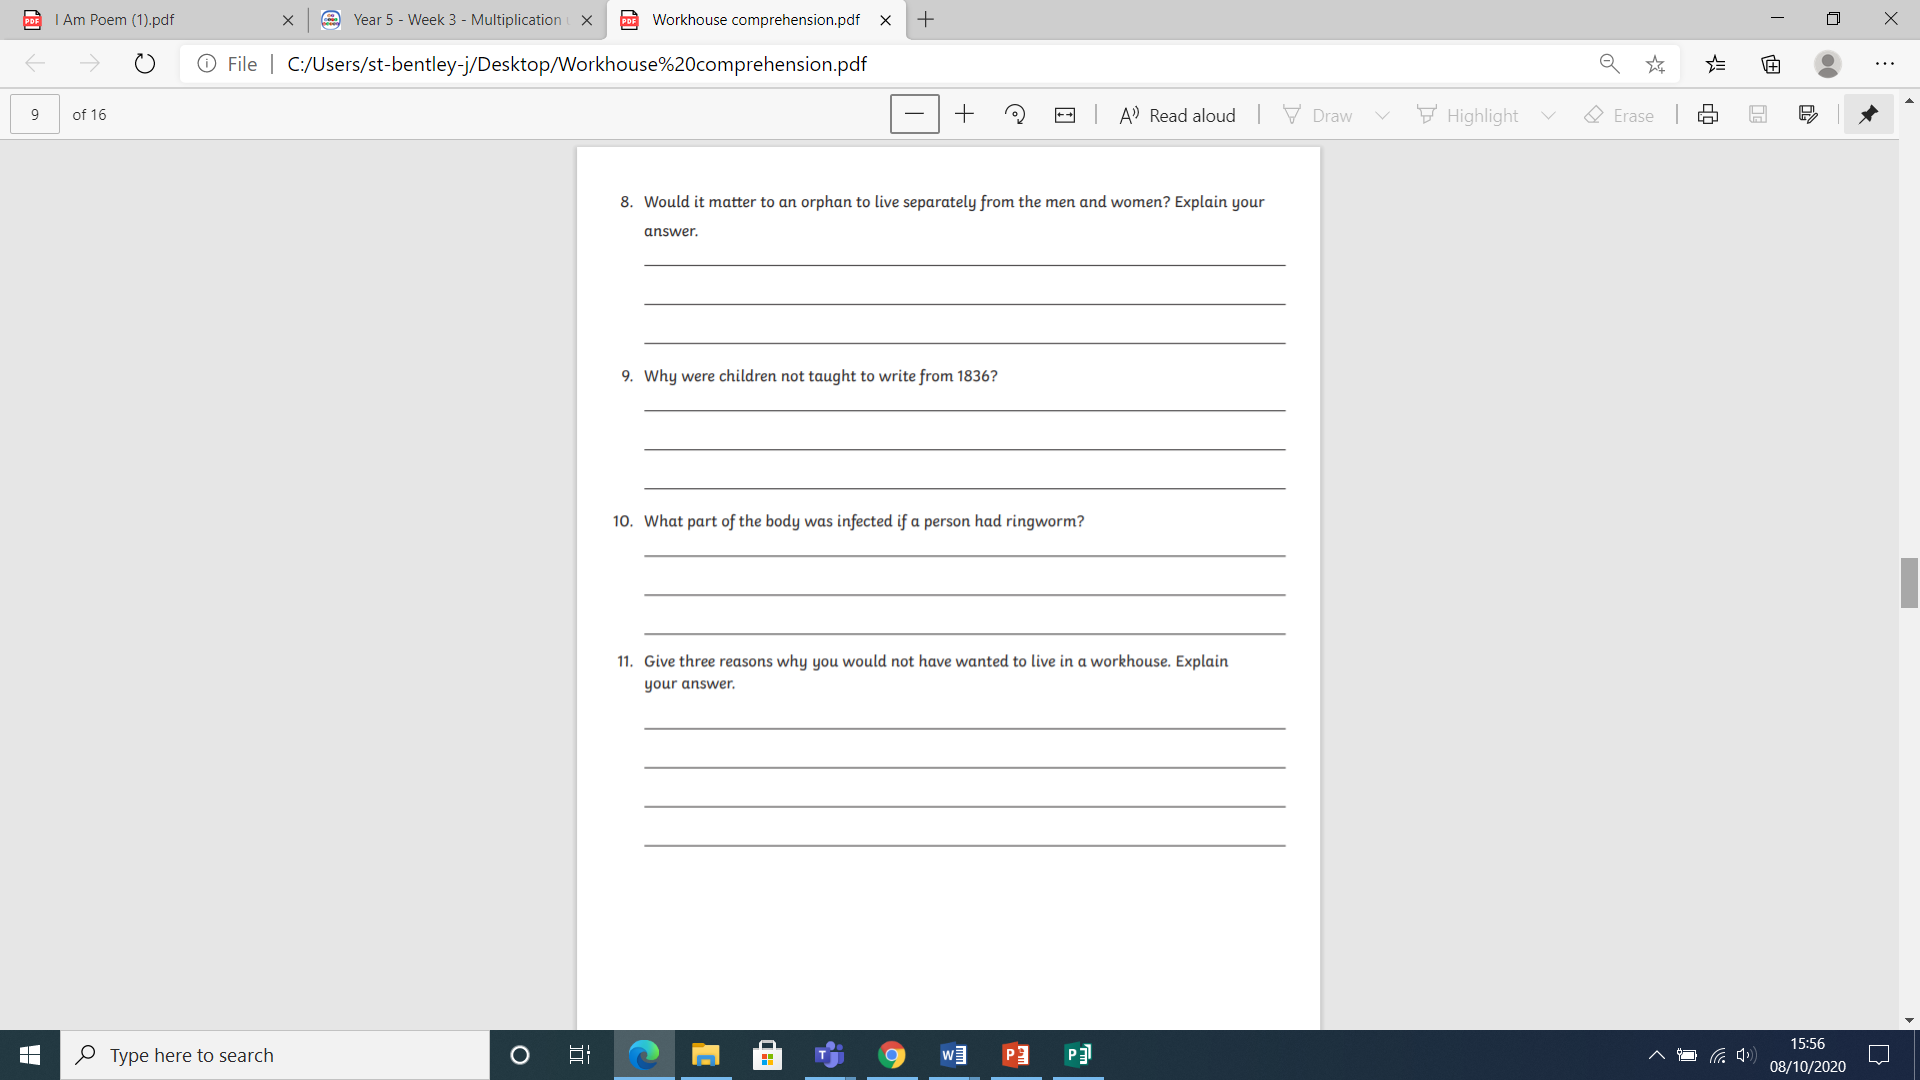 I Am Poem (1).pdf
Year 5 - Week 3 - Multiplication
Workhouse comprehension.pdf
File | C:/Users/st-bentley-j/Desktop/Workhouse%20comprehension.pdf
9 of 16
Read aloud
Draw
Highlight
Erase
8. Would it matter to an orphan to live separately from the men and women? Explain your
answer.
9. Why were children not taught to write from 1836?
10. What part of the body was infected if a person had ringworm?
11. Give three reasons why you would not have wanted to live in a workhouse. Explain
your answer.
Type here to search
15:56
08/10/2020